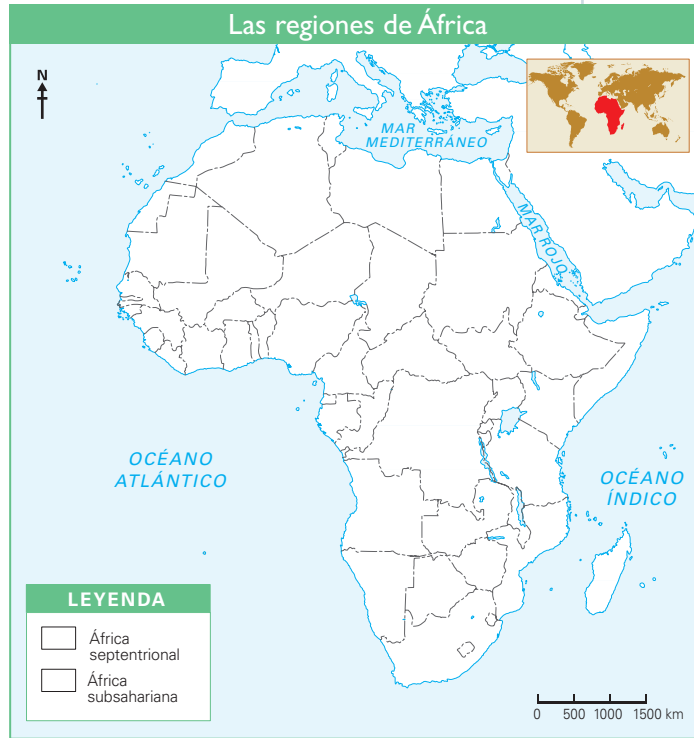 Las regiones de África
N
MAR
MEDITERRÁNEO
MAR ROJO
OCÉANO
ATLÁNTICO
OCÉANO
ÍNDICO
LEYENDA
África
septentrional
África
subsahariana
0 500 1000 1500 km